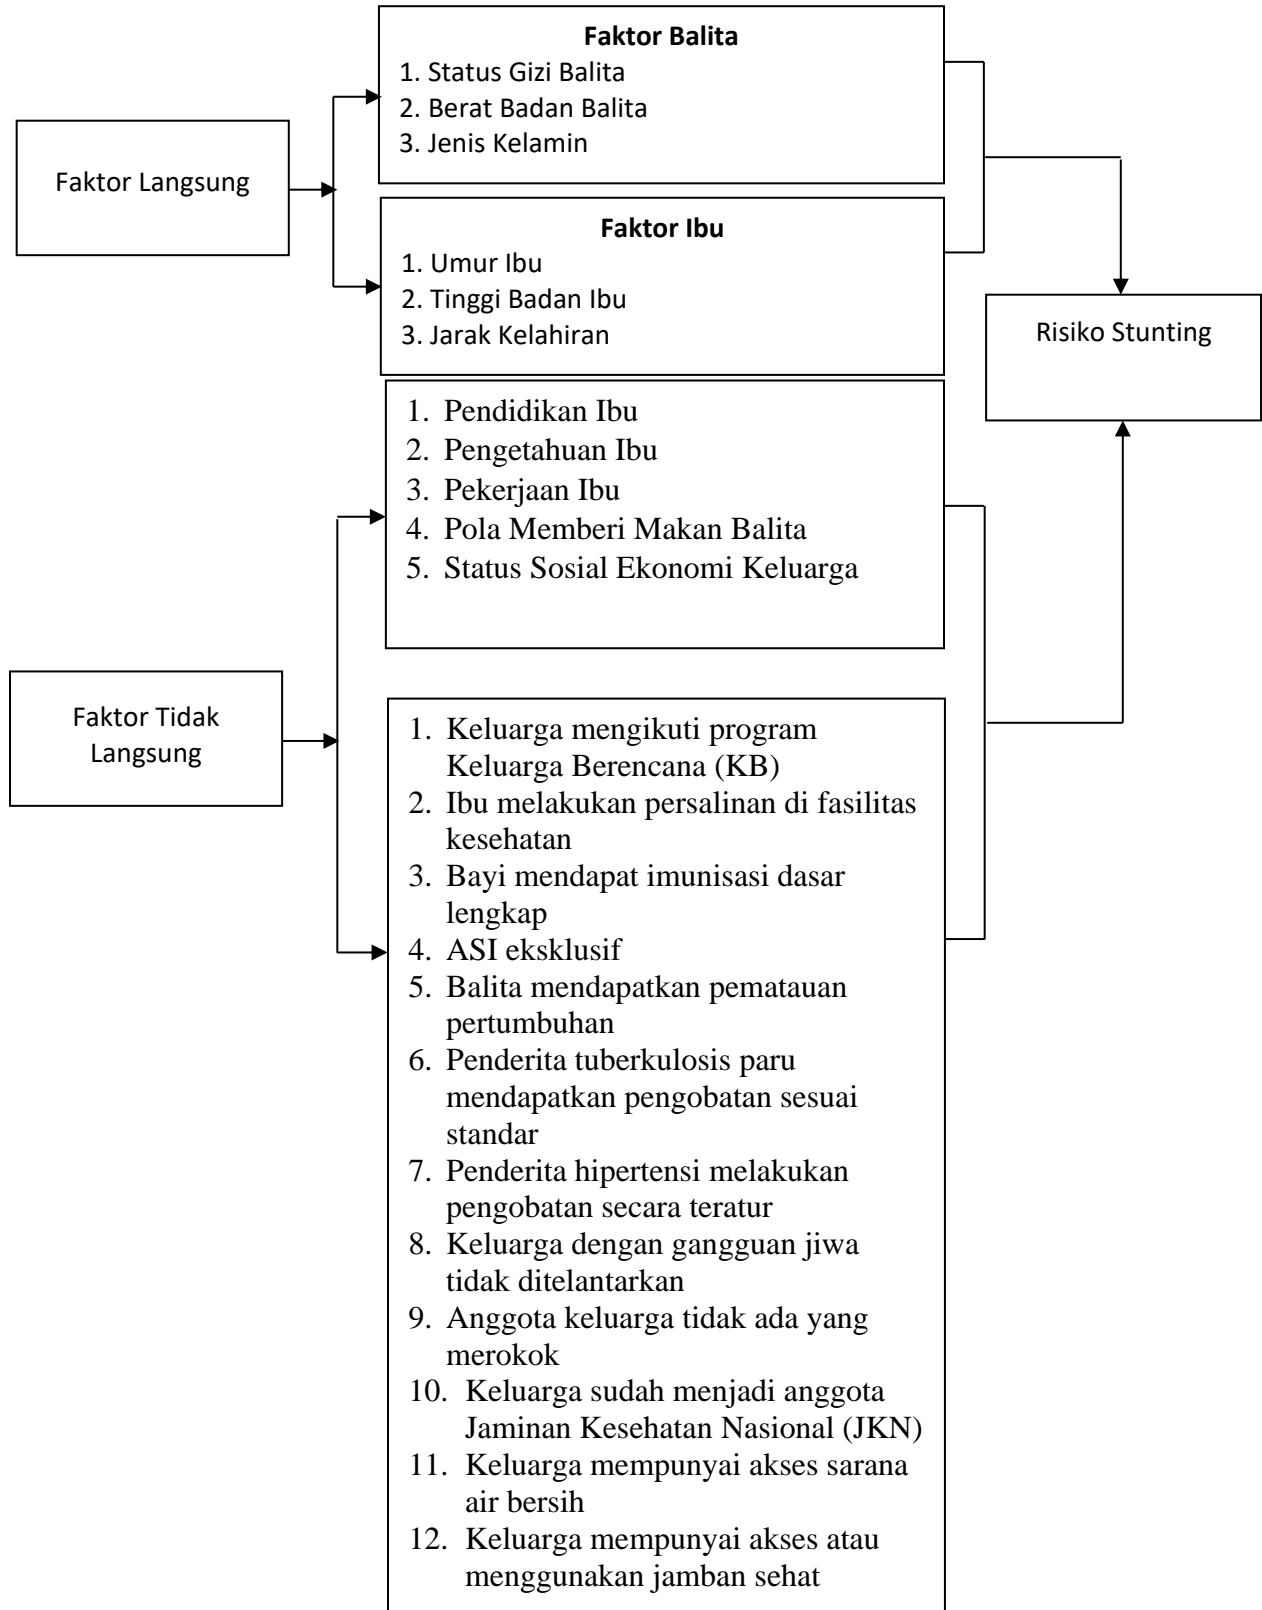 Faktor Balita
1. Status Gizi Balita
2. Berat Badan Balita
3. Jenis Kelamin
Faktor Langsung
Faktor Ibu
1. Umur Ibu
2. Tinggi Badan Ibu
3. Jarak Kelahiran
Risiko Stunting
1. Pendidikan Ibu
2. Pengetahuan Ibu
3. Pekerjaan Ibu
4. Pola Memberi Makan Balita
5. Status Sosial Ekonomi Keluarga
Faktor Tidak
Langsung
1. Keluarga mengikuti program
Keluarga Berencana (KB)
2. Ibu melakukan persalinan di fasilitas
kesehatan
3. Bayi mendapat imunisasi dasar
lengkap
4. ASI eksklusif
5. Balita mendapatkan pematauan
pertumbuhan
6. Penderita tuberkulosis paru
mendapatkan pengobatan sesuai
standar
7. Penderita hipertensi melakukan
pengobatan secara teratur
8. Keluarga dengan gangguan jiwa
tidak ditelantarkan
9. Anggota keluarga tidak ada yang
merokok
10. Keluarga sudah menjadi anggota
Jaminan Kesehatan Nasional (JKN)
11. Keluarga mempunyai akses sarana
air bersih
12. Keluarga mempunyai akses atau
menggunakan jamban sehat